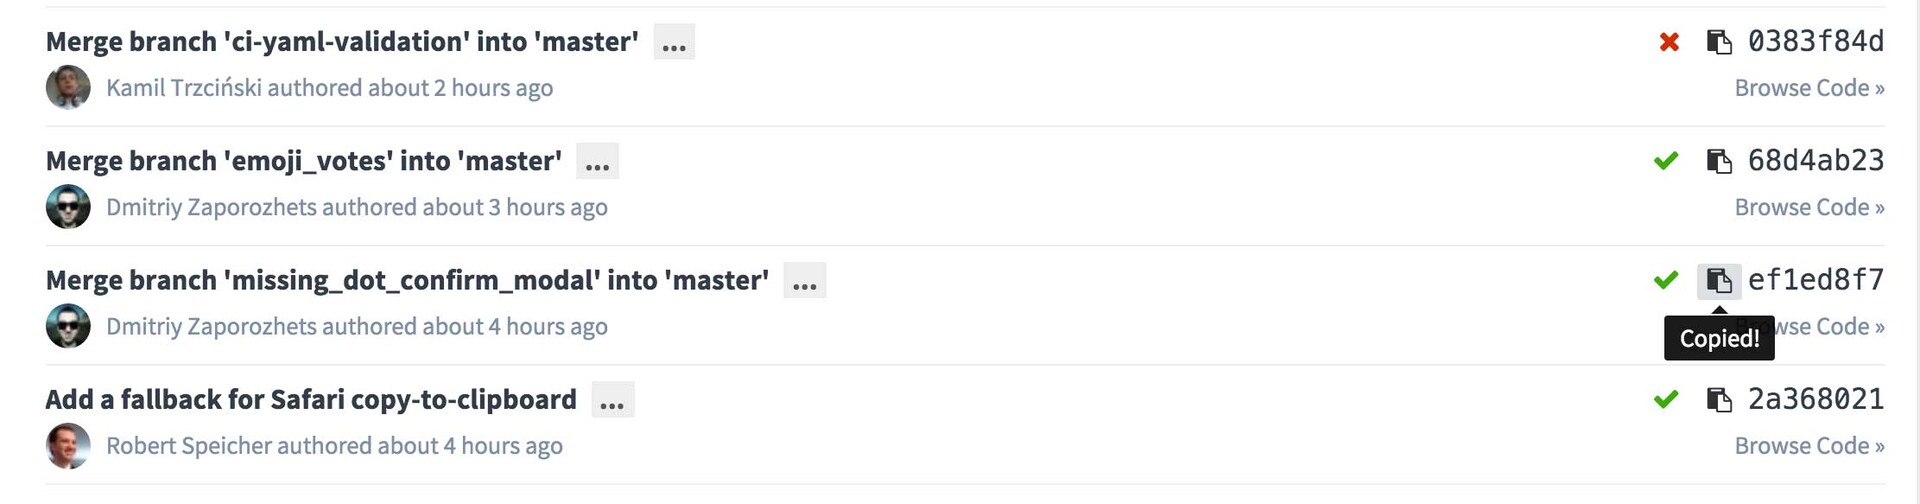 Merge branch 'ci-yaml-validation' into 'master' ... 0383f84d
Kamil Trzciński authored about 2 hours ago Browse Code »
Merge branch 'emoji_votes' into 'master' ... 68d4ab23
Dmitriy Zaporozhets authored about 3 hours ago Browse Code »
Merge branch 'missing_dot_confirm_modal' into 'master' ... ef1ed8f7
Dmitriy Zaporozhets authored about 4 hours ago Code »
Copied!
Add a fallback for Safari copy-to-clipboard ... 2a368021
Robert Speicher authored about 4 hours ago Browse Code »